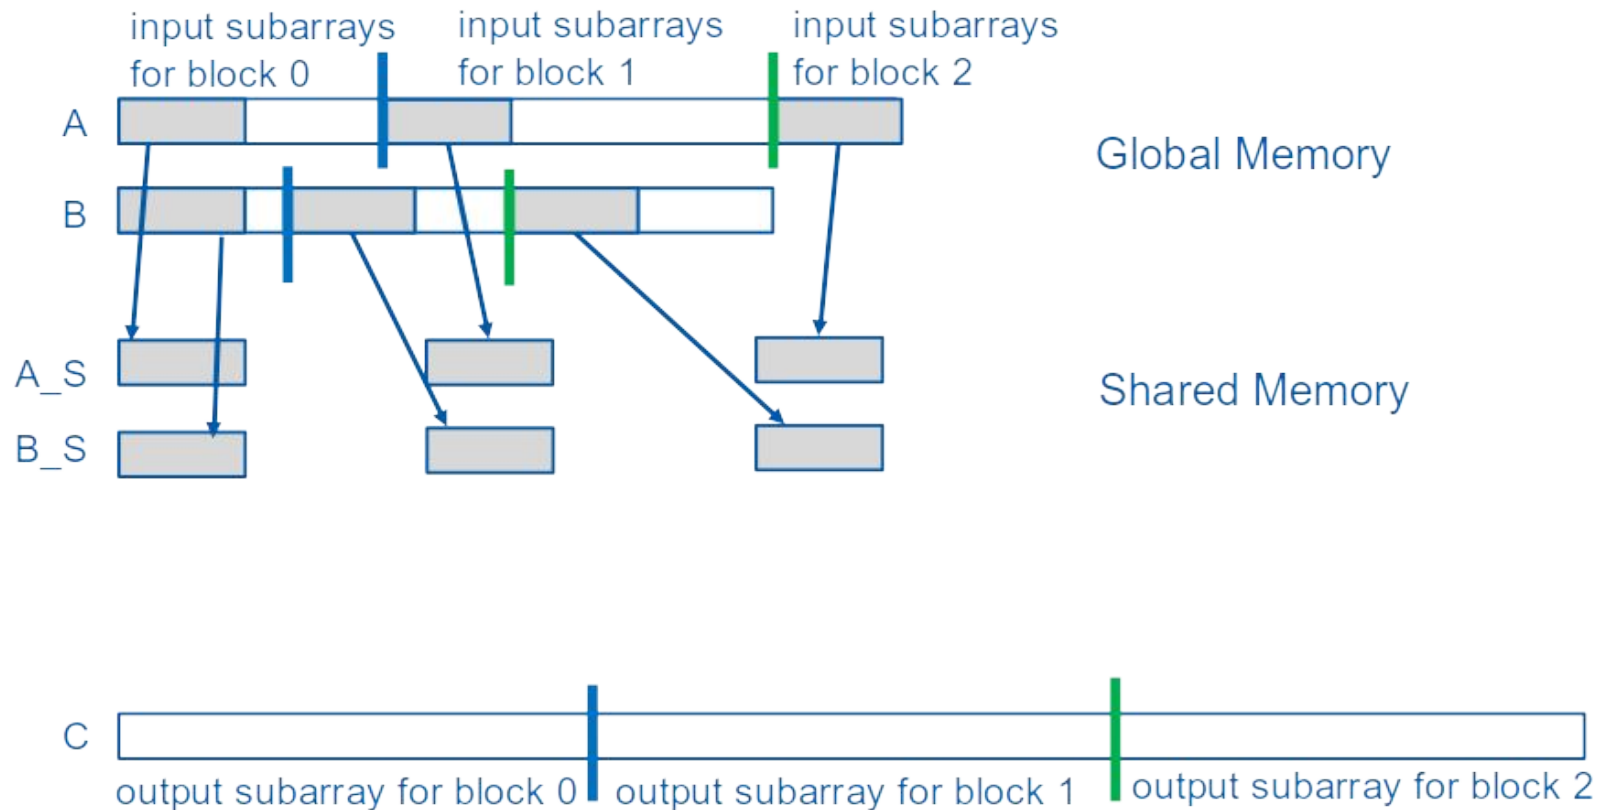 input subarrays
for block 0
input subarrays
for block 1
input subarrays
for block 2
A
Global Memory
B
A_S
Shared Memory
B_S
C
output subarray for block 0
output subarray for block 1
output subarray for block 2